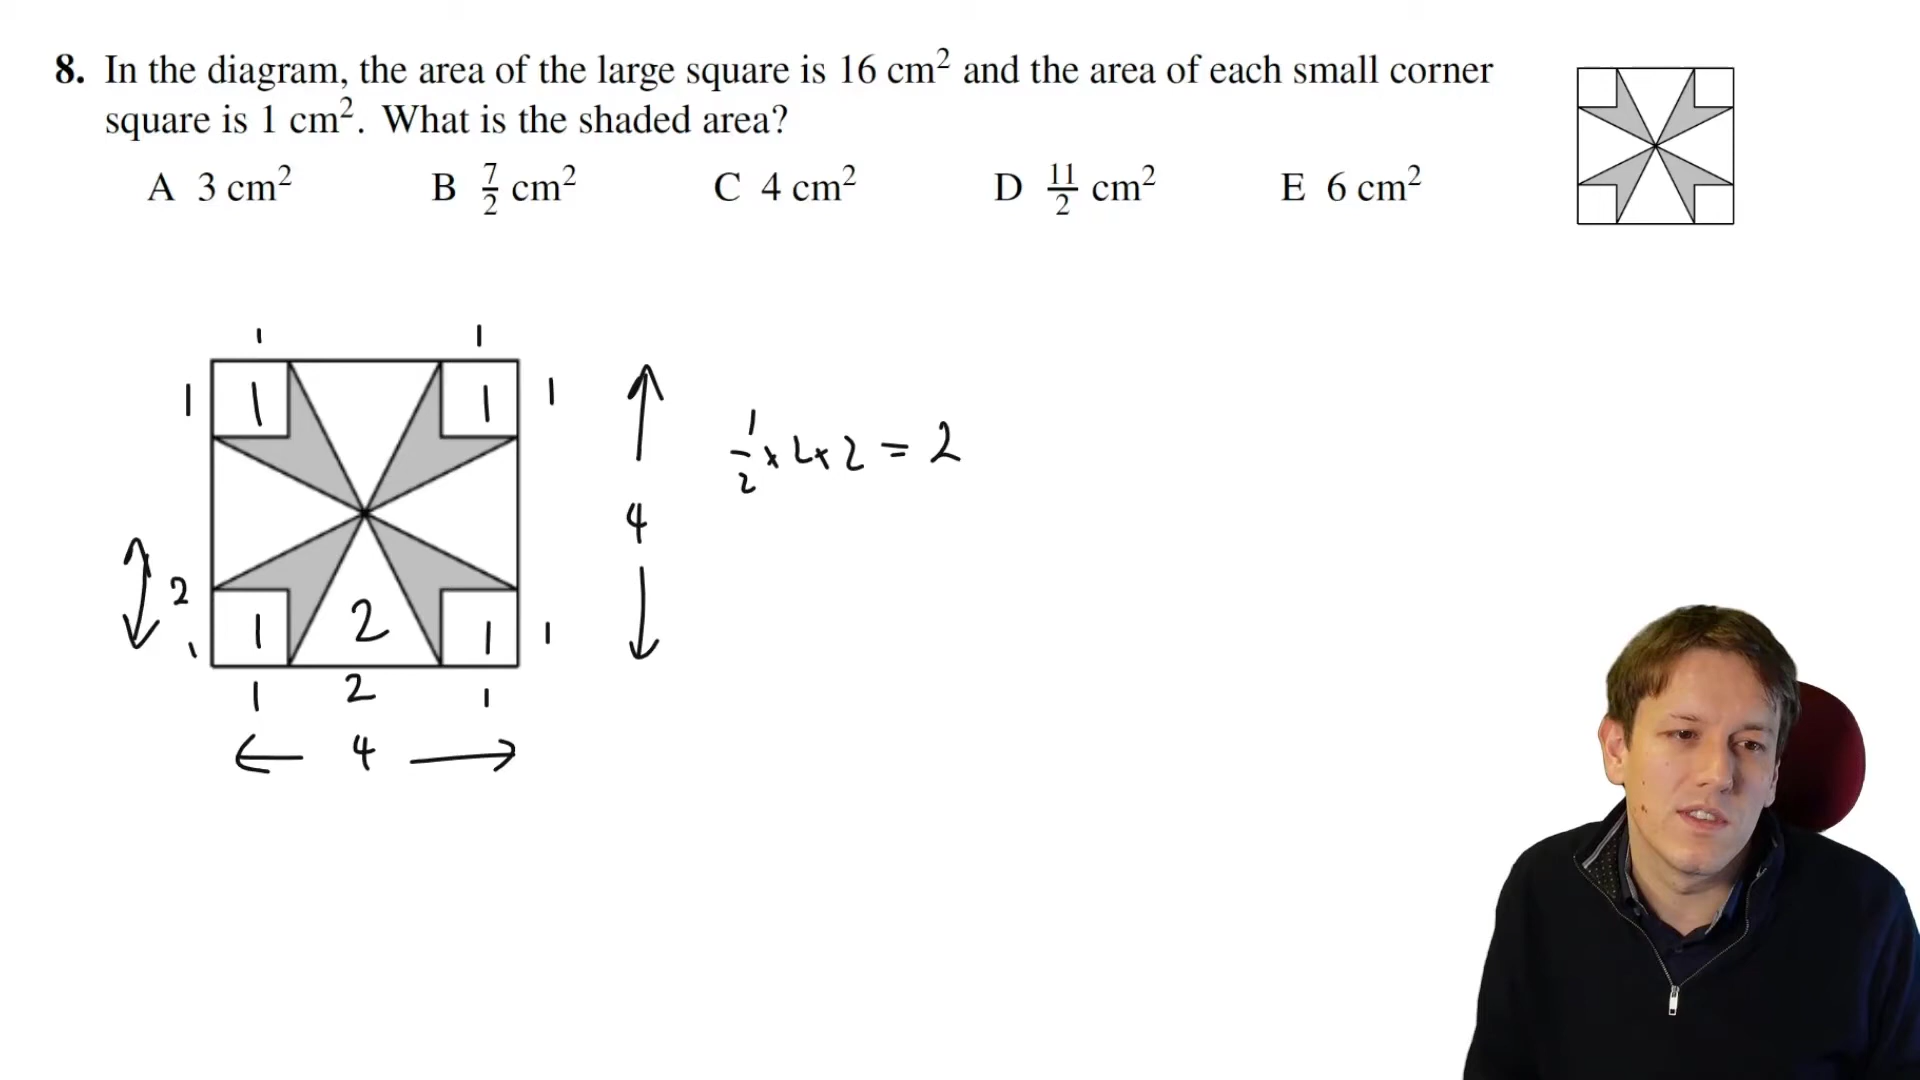 8. In the diagram, the area of the large square is 16 cm² and the area of each small corner
square is 1 cm². What is the shaded area?
A 3 cm² B 7/2 cm² C 4 cm² D 11/2 cm² E 6 cm²
1 1
1 1 1 1
4
1/2 × 2 × 2 = 2
2
1 1 2 1 1
1 2 1
4